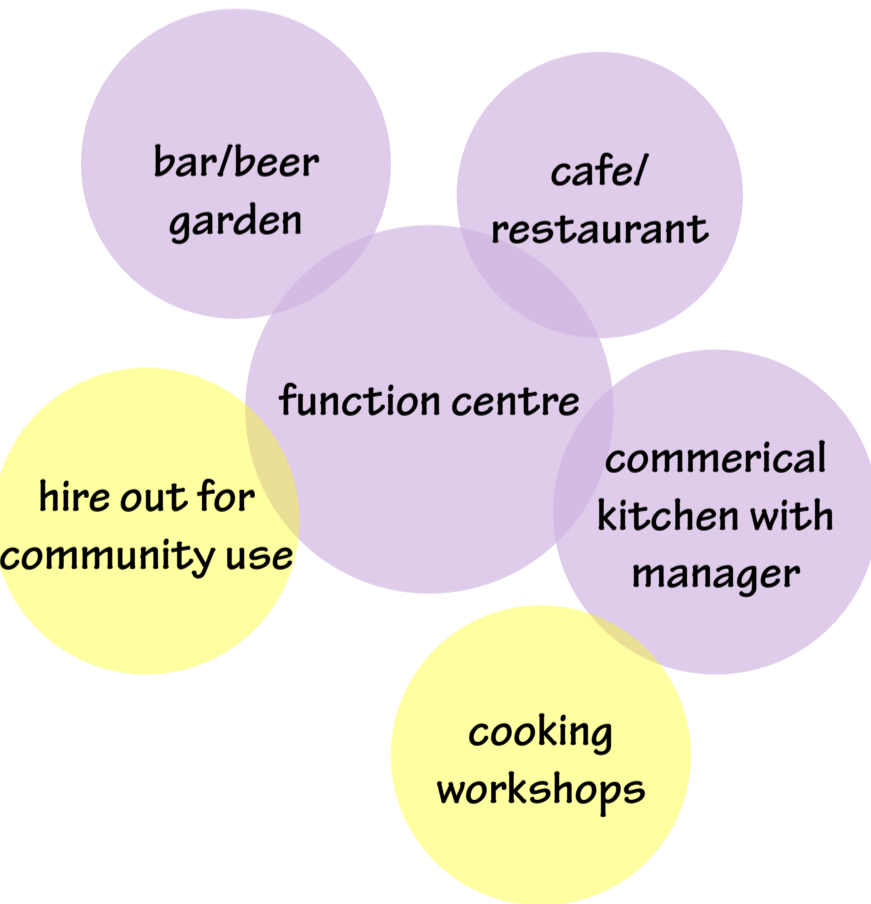 bar/beer
garden
cafe/
restaurant
function centre
hire out for
community use
commerical
kitchen with
manager
cooking
workshops